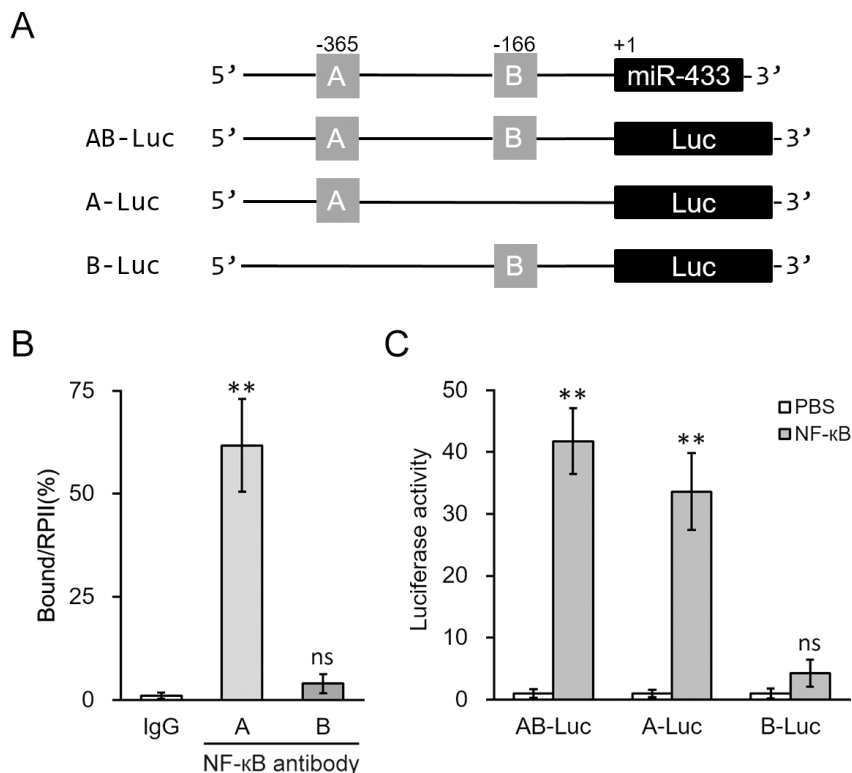 A
-365 -166 +1
5’ A B miR-433 -3’
AB-Luc 5’ A B Luc -3’
A-Luc 5’ A Luc -3’
B-Luc 5’ B Luc -3’
B
Bound/RPII(%)
75
50
25
0
**
ns
IgG A B
NF-κB antibody
C
Luciferase activity
50
40
30
20
10
0
**
**
ns
PBS
NF-κB
AB-Luc A-Luc B-Luc